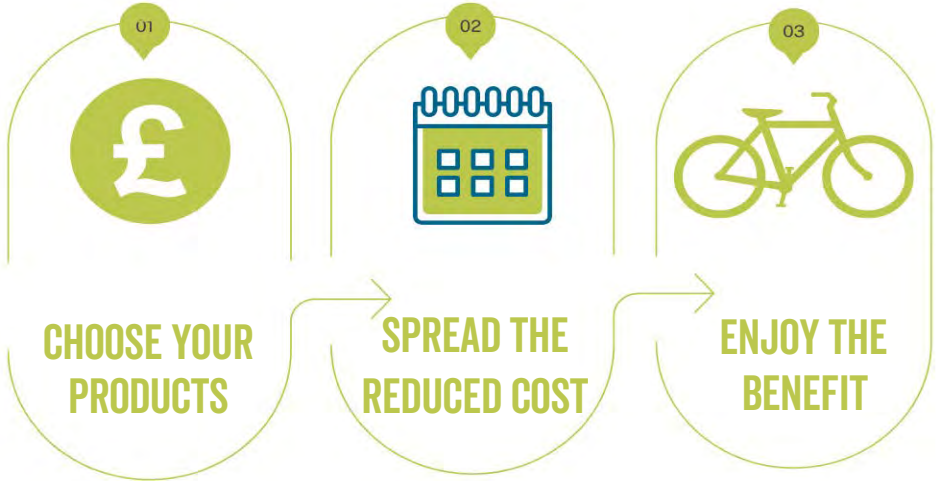 01
02
03
£
CHOOSE YOUR
PRODUCTS
SPREAD THE
REDUCED COST
ENJOY THE
BENEFIT